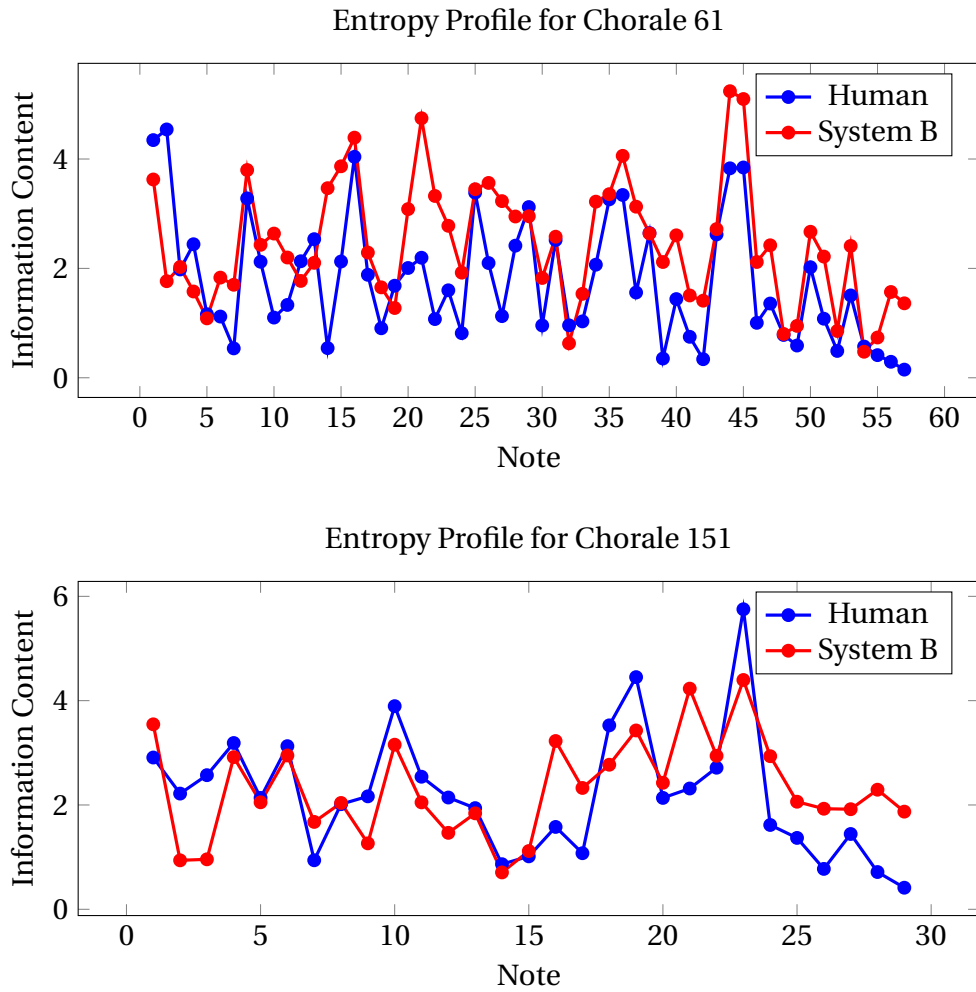 Entropy Profile for Chorale 61
Information Content
4
2
0
Human
System B
0 5 10 15 20 25 30 35 40 45 50 55 60
Note
Entropy Profile for Chorale 151
Information Content
6
4
2
0
Human
System B
0 5 10 15 20 25 30
Note